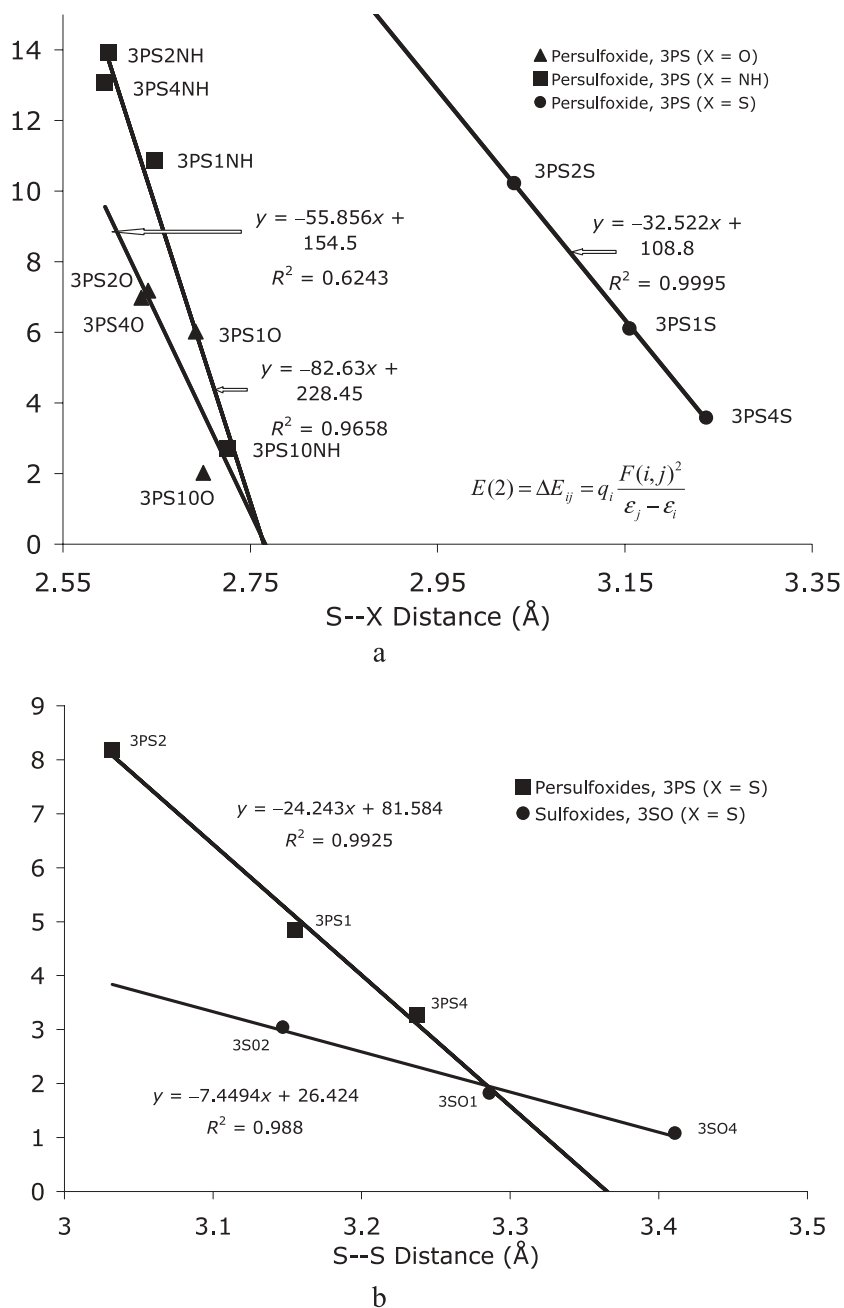 14
12
10
8
6
4
2
0
3PS2NH
3PS4NH
3PS1NH
3PS2O
3PS4O
3PS1O
3PS10NH
3PS10O
y = −55.856x +
154.5
R² = 0.6243
y = −82.63x +
228.45
R² = 0.9658
Persulfoxide, 3PS (X = O)
Persulfoxide, 3PS (X = NH)
Persulfoxide, 3PS (X = S)
3PS2S
y = −32.522x +
108.8
R² = 0.9995
3PS1S
3PS4S
E(2) = ΔE_{ij} = q_i F(i,j)² / (ε_j − ε_i)
2.55 2.75 2.95 3.15 3.35
S--X Distance (Å)
a
9
8
7
6
5
4
3
2
1
0
3PS2
Persulfoxides, 3PS (X = S)
Sulfoxides, 3SO (X = S)
y = −24.243x + 81.584
R² = 0.9925
3PS1
3PS4
3S02
3SO1
3SO4
y = −7.4494x + 26.424
R² = 0.988
3 3.1 3.2 3.3 3.4 3.5
S--S Distance (Å)
b